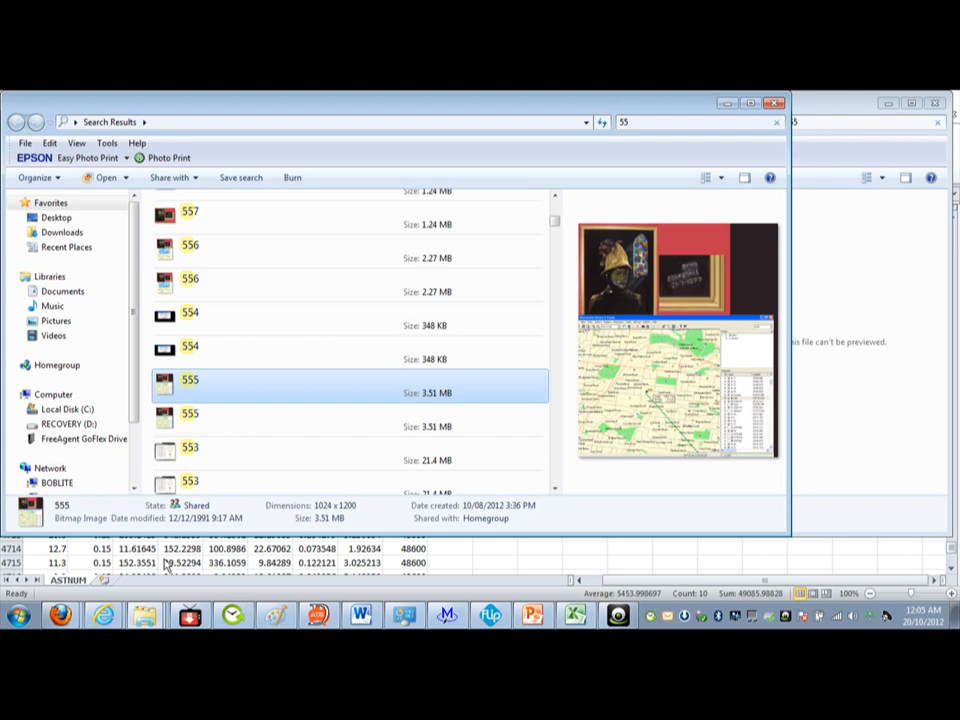 Search Results
55
55
File Edit View Tools Help
EPSON Easy Photo Print Photo Print
Organize Open Share with Save search Burn
Favorites
Desktop
Downloads
Recent Places
Libraries
Documents
Music
Pictures
Videos
Homegroup
Computer
Local Disk (C:)
RECOVERY (D:)
FreeAgent GoFlex Drive
Network
BOBLITE
Size: 1.24 MB
557
Size: 1.24 MB
556
Size: 2.27 MB
556
Size: 2.27 MB
554
Size: 348 KB
554
Size: 348 KB
555
Size: 3.51 MB
555
Size: 3.51 MB
553
Size: 21.4 MB
553
Size: 21.4 MB
his file can't be previewed.
555 State: Shared Dimensions: 1024 x 1200 Date created: 10/08/2012 3:36 PM
Bitmap Image Date modified: 12/12/1991 9:17 AM Size: 3.51 MB Shared with: Homegroup
4714 12.7 0.15 11.61645 152.2298 100.8986 22.67062 0.073548 1.92634 48600
4715 11.3 0.15 152.3551 336.1059 9.84289 0.122121 3.025213 48600
ASTNUM
Ready Average: 5453.998697 Count: 10 Sum: 49085.98828 100%
12:05 AM
20/10/2012